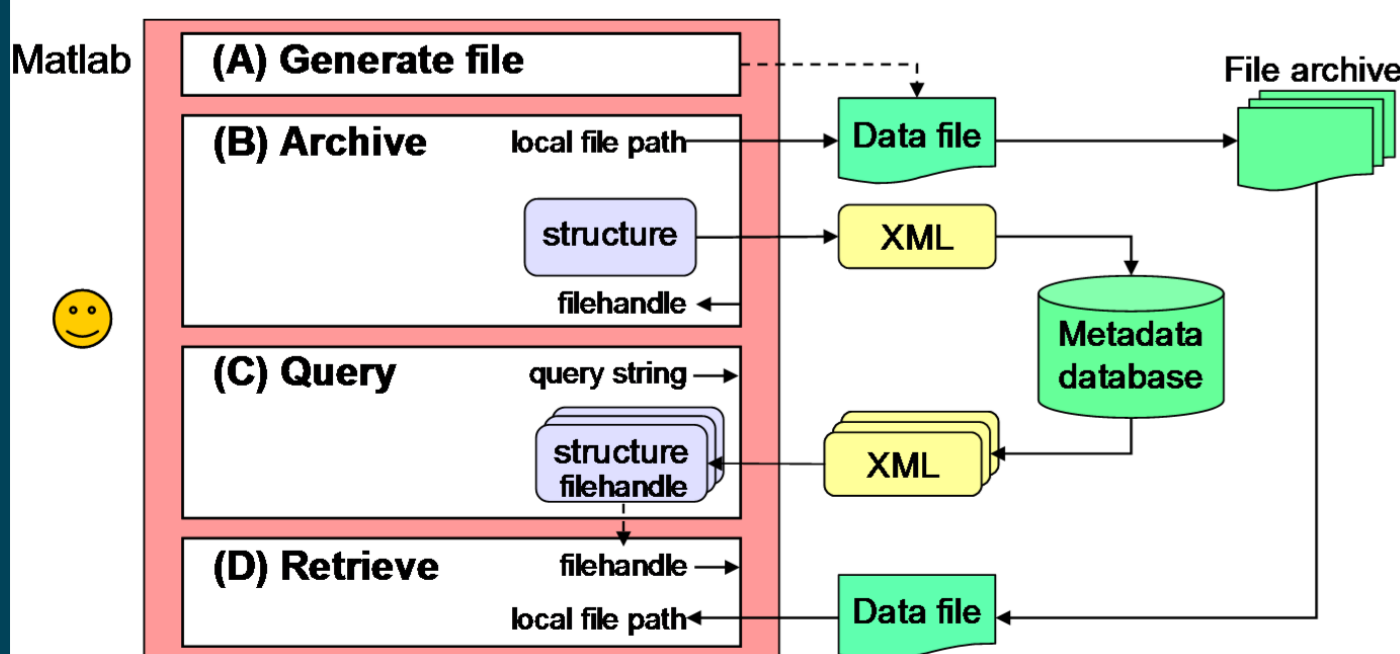 Matlab
(A) Generate file
File archive
(B) Archive
local file path
Data file
structure
XML
filehandle
Metadata
database
(C) Query
query string
structure
filehandle
XML
(D) Retrieve
filehandle
local file path
Data file